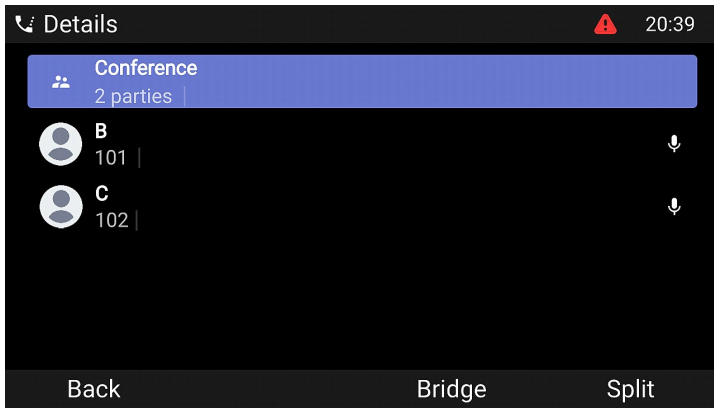 Details
20:39
Conference
2 parties
B
101
C
102
Back
Bridge
Split